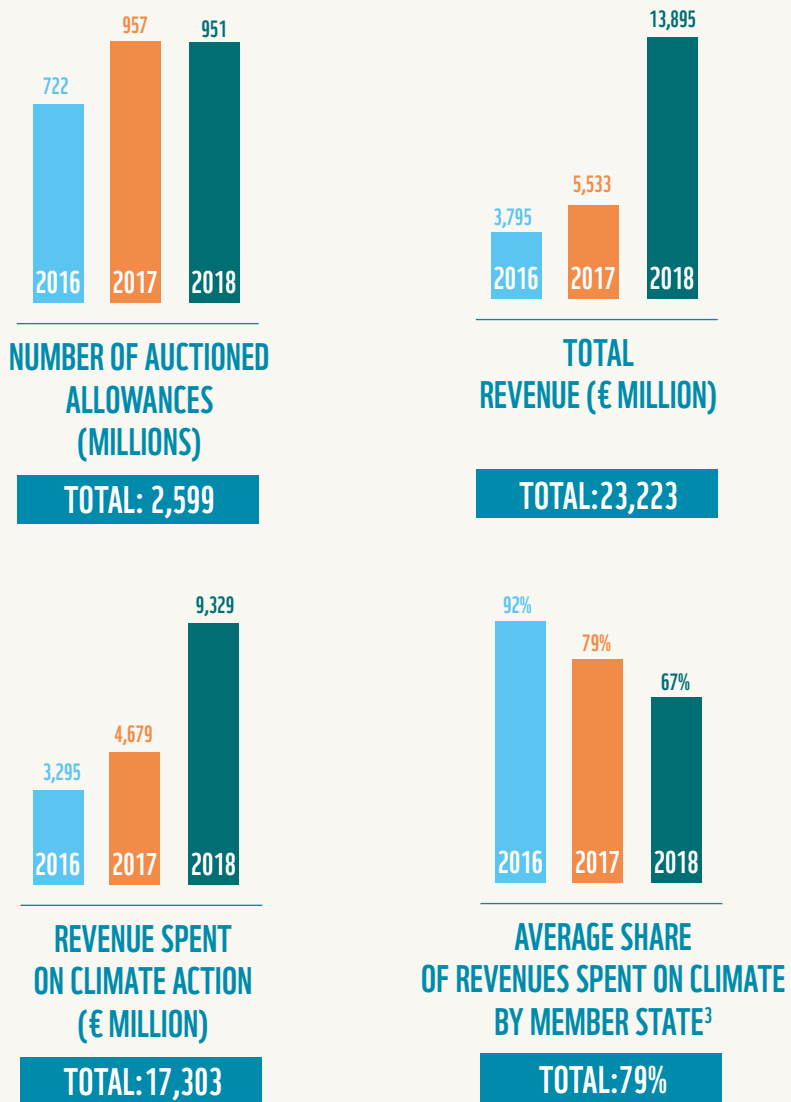 722
957
951
2016
2017
2018
NUMBER OF AUCTIONED
ALLOWANCES
(MILLIONS)
TOTAL: 2,599
3,795
5,533
13,895
2016
2017
2018
TOTAL
REVENUE (€ MILLION)
TOTAL:23,223
3,295
4,679
9,329
2016
2017
2018
REVENUE SPENT
ON CLIMATE ACTION
(€ MILLION)
TOTAL:17,303
92%
79%
67%
2016
2017
2018
AVERAGE SHARE
OF REVENUES SPENT ON CLIMATE
BY MEMBER STATE³
TOTAL:79%